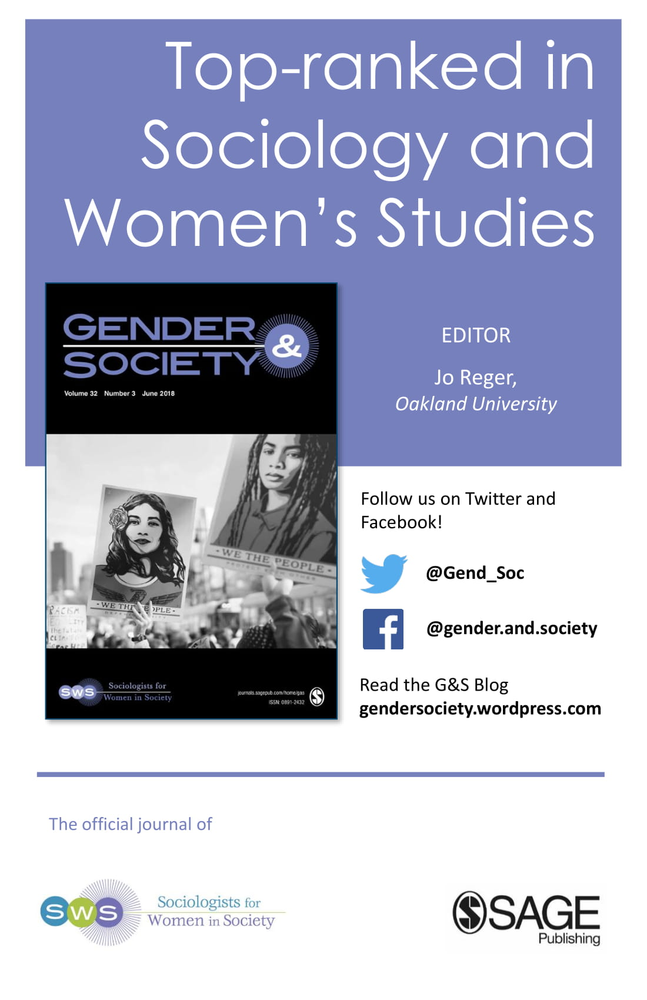 Top-ranked in
Sociology and
Women’s Studies
GENDER
&
SOCIETY
Volume 32 Number 3 June 2018
EDITOR
Jo Reger,
Oakland University
Follow us on Twitter and
Facebook!
@Gend_Soc
@gender.and.society
Read the G&S Blog
gendersociety.wordpress.com
- WE THE PEOPLE -
- WE THE PEOPLE -
RACISM
SWS
Sociologists for
Women in Society
journals.sagepub.com/home/gas
ISSN: 0891-2432
The official journal of
SWS
Sociologists for
Women in Society
SAGE
Publishing